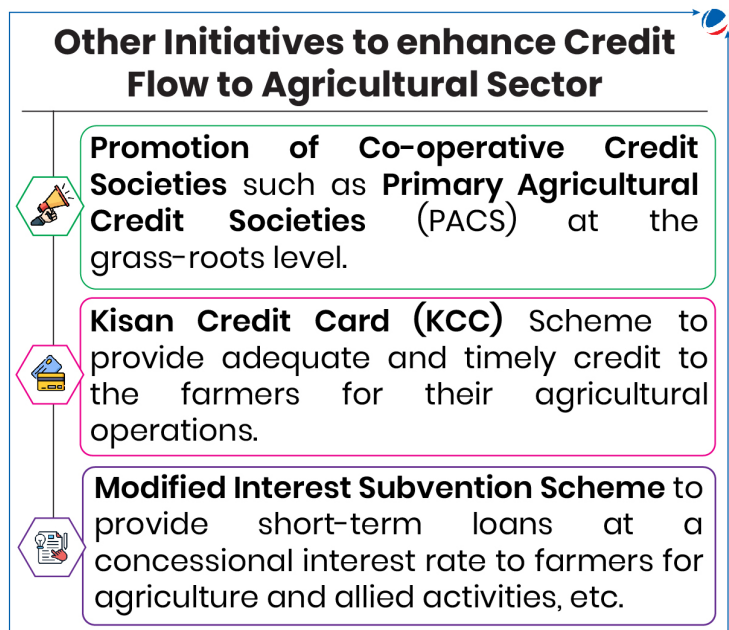 Other Initiatives to enhance Credit
Flow to Agricultural Sector
Promotion of Co-operative Credit
Societies such as Primary Agricultural
Credit Societies (PACS) at the
grass-roots level.
Kisan Credit Card (KCC) Scheme to
provide adequate and timely credit to
the farmers for their agricultural
operations.
Modified Interest Subvention Scheme to
provide short-term loans at a
concessional interest rate to farmers for
agriculture and allied activities, etc.